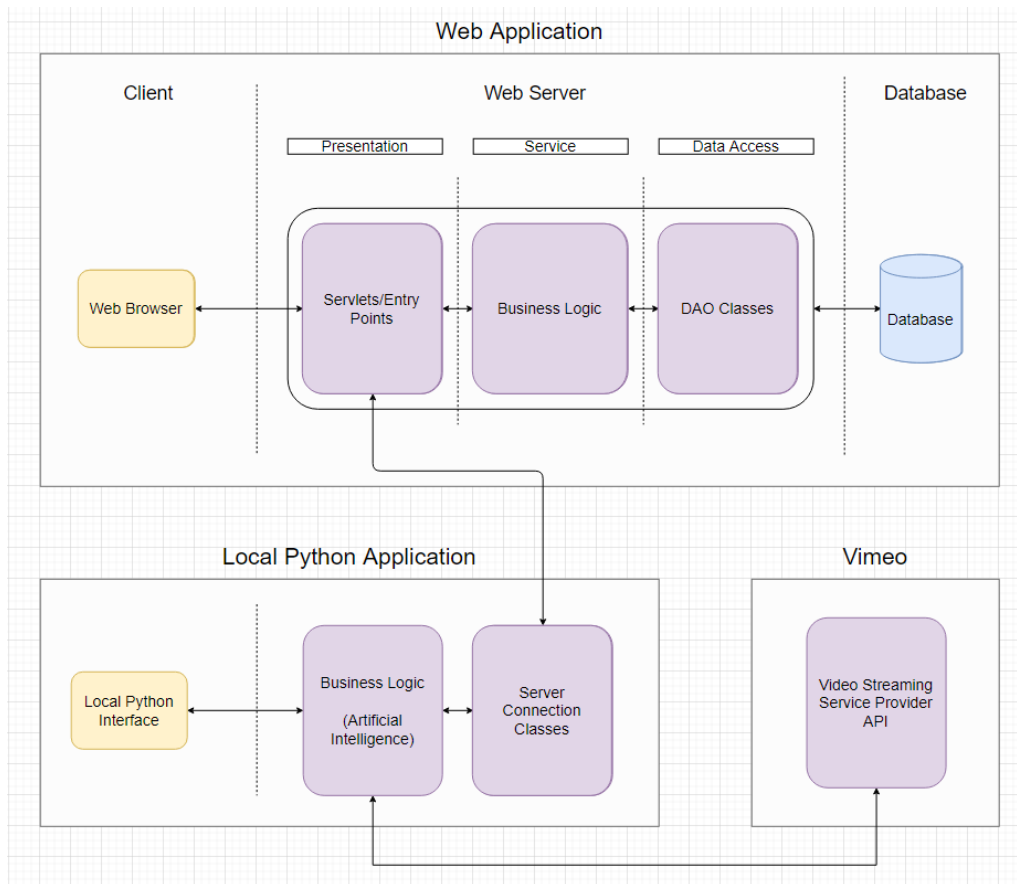 Web Application
Client
Web Server
Database
Presentation
Service
Data Access
Web Browser
Servlets/Entry
Points
Business Logic
DAO Classes
Database
Local Python Application
Vimeo
Local Python
Interface
Business Logic
(Artificial
Intelligence)
Server
Connection
Classes
Video Streaming
Service Provider
API